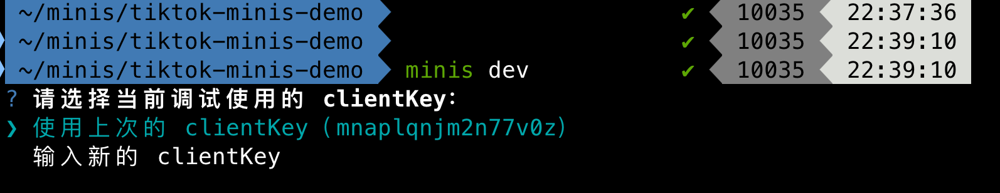 ~/minis/tiktok-minis-demo ✔ 10035 22:37:36
~/minis/tiktok-minis-demo ✔ 10035 22:39:10
~/minis/tiktok-minis-demo minis dev ✔ 10035 22:39:10
? 请选择当前调试使用的 clientKey:
❯ 使用上次的 clientKey (mnaplqnjm2n77v0z)
输入新的 clientKey